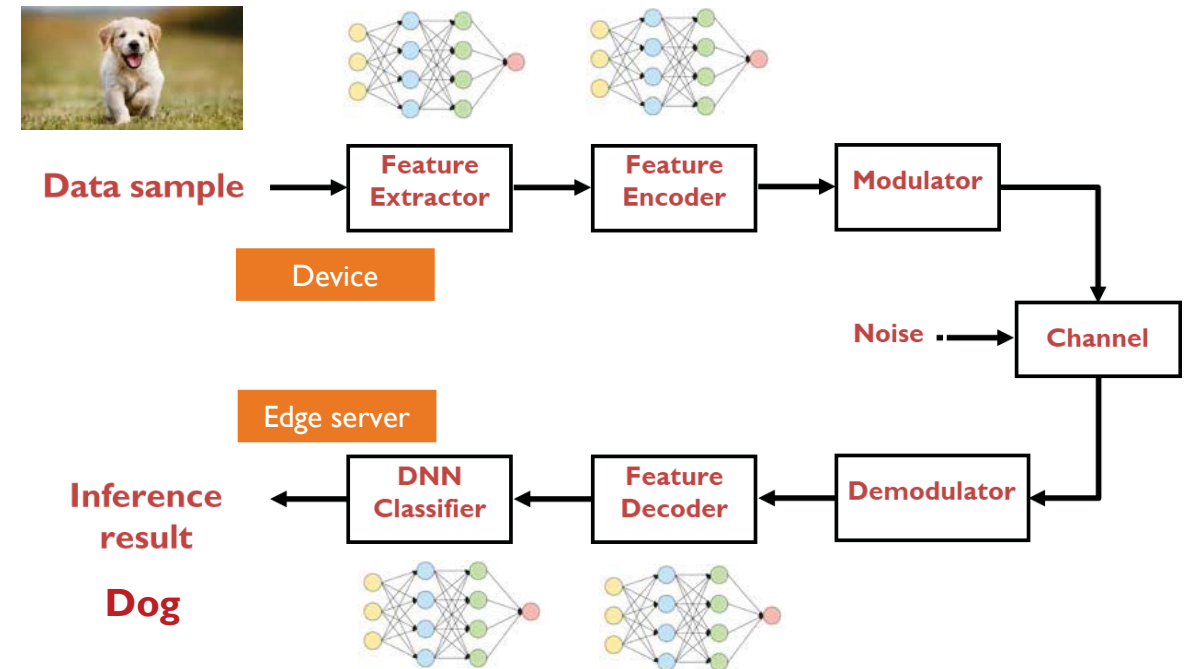 Data sample
Feature
Extractor
Feature
Encoder
Modulator
Device
Noise
Channel
Edge server
Inference
result
DNN
Classifier
Feature
Decoder
Demodulator
Dog